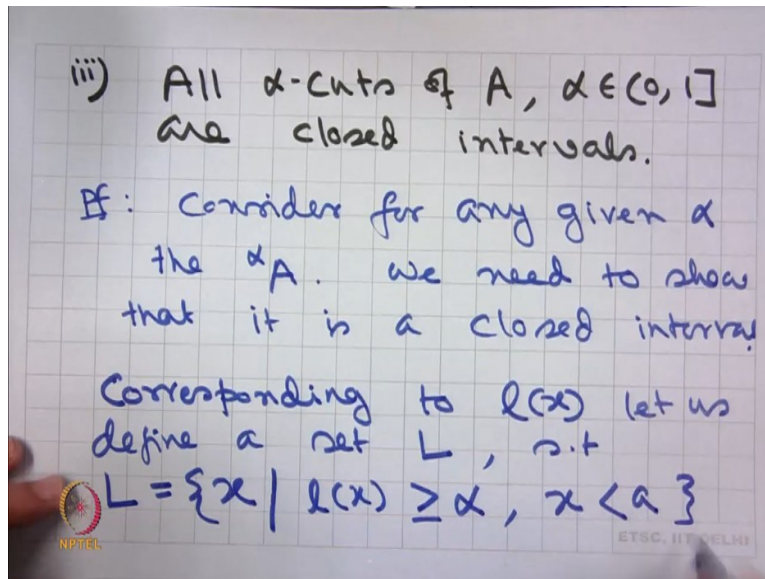 iii) All α-cuts of A, α ∈ (0, 1]
are closed intervals.
Pf: Consider for any given α
the ᵅA. we need to show
that it is a closed interval
Corresponding to l(x) let us
define a set L, s.t
L = {x | l(x) ≥ α, x < a}
NPTEL
ETSC, IIT DELHI